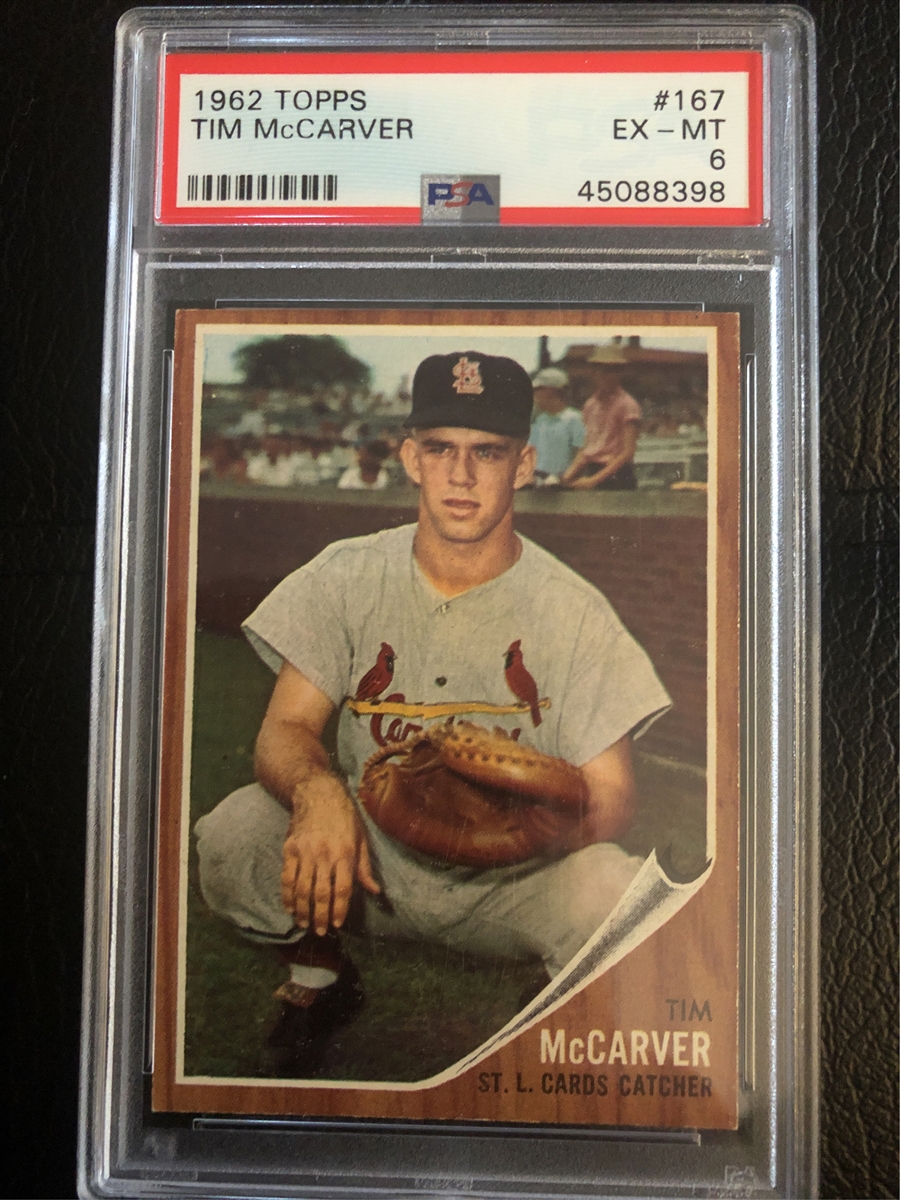 1962 TOPPS #167
TIM McCARVER EX - MT
6
PSA 45088398
TIM
McCARVER
ST. L. CARDS CATCHER